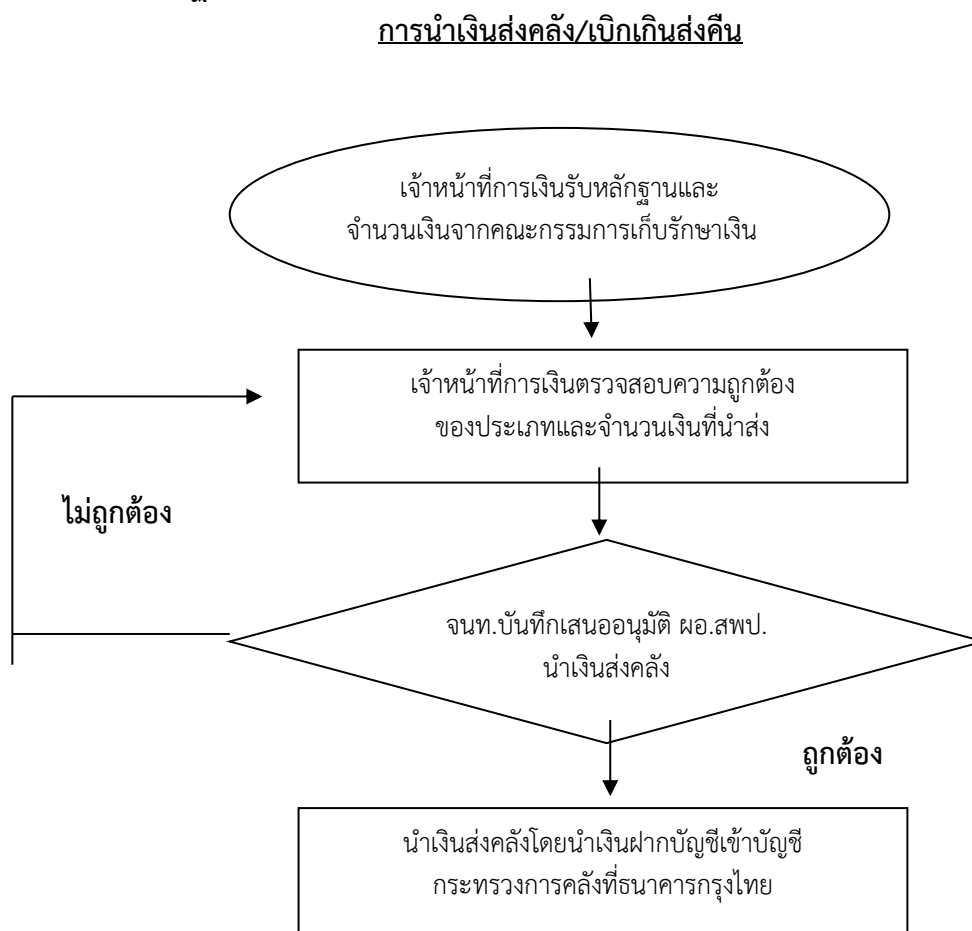 การนำเงินส่งคลัง/เบิกเกินส่งคืน
เจ้าหน้าที่การเงินรับหลักฐานและ
จำนวนเงินจากคณะกรรมการเก็บรักษาเงิน
เจ้าหน้าที่การเงินตรวจสอบความถูกต้อง
ของประเภทและจำนวนเงินที่นำส่ง
ไม่ถูกต้อง
จนท.บันทึกเสนออนุมัติ ผอ.สพป.
นำเงินส่งคลัง
ถูกต้อง
นำเงินส่งคลังโดยนำเงินฝากบัญชีเข้าบัญชี
กระทรวงการคลังที่ธนาคารกรุงไทย